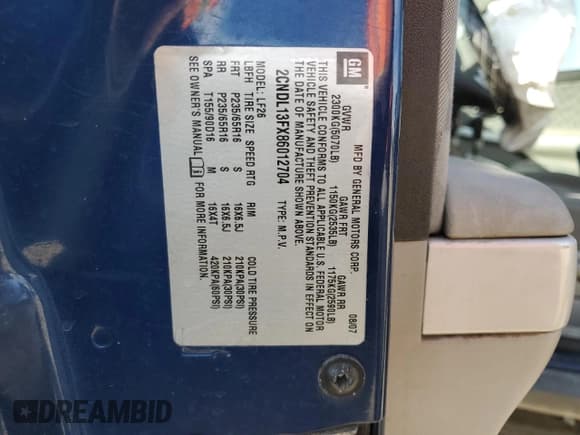 GM
MFD BY GENERAL MOTORS CORP. 08/07
GVWR GAWR FRT GAWR RR
2300KG(5070LB) 1150KG(2535LB) 1175KG(2590LB)
THIS VEHICLE CONFORMS TO ALL APPLICABLE U.S. FEDERAL MOTOR
VEHICLE SAFETY AND THEFT PREVENTION STANDARDS IN EFFECT ON
THE DATE OF MANUFACTURE SHOWN ABOVE.
2CNDL13FX86012704 TYPE: M.P.V.
MODEL: LF26
LBFH TIRE SIZE SPEED RTG RIM COLD TIRE PRESSURE
FRT P235/65R16 S 16X6.5J 210KPA(30PSI)
RR P235/65R16 S 16X6.5J 210KPA(30PSI)
SPA T155/90D16 M 16X4T 420KPA(60PSI)
SEE OWNER'S MANUAL FOR MORE INFORMATION.
DREAMBID